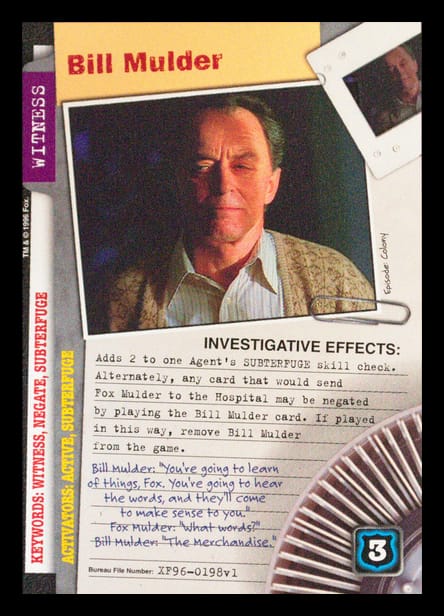 Bill Mulder
WITNESS
TM & © 1996 Fox.
Episode: Colony
KEYWORDS: WITNESS, NEGATE, SUBTERFUGE
ACTIVATORS: ACTIVE, SUBTERFUGE
INVESTIGATIVE EFFECTS:
Adds 2 to one Agent's SUBTERFUGE skill check.
Alternately, any card that would send
Fox Mulder to the Hospital may be negated
by playing the Bill Mulder card. If played
in this way, remove Bill Mulder
from the game.
Bill Mulder: "You're going to learn
of things, Fox. You're going to hear
the words, and they'll come
to make sense to you."
Fox Mulder: "What words?"
Bill Mulder: "The Merchandise."
Bureau File Number: XF96-0198v1
3